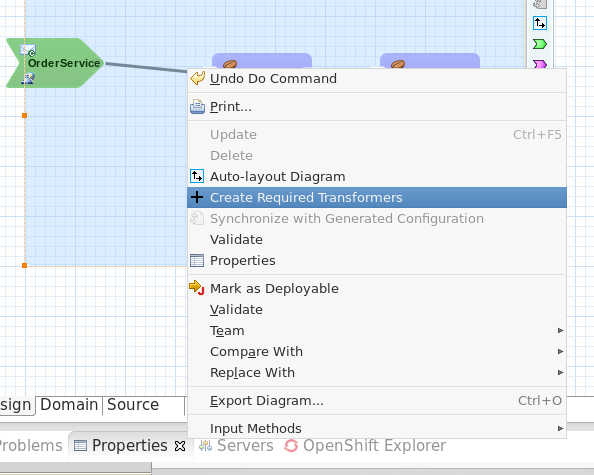 OrderService
Undo Do Command
Print...
Update Ctrl+F5
Delete
Auto-layout Diagram
Create Required Transformers
Synchronize with Generated Configuration
Validate
Properties
Mark as Deployable
Validate
Team
Compare With
Replace With
Export Diagram... Ctrl+O
Input Methods
sign Domain Source
Problems Properties Servers OpenShift Explorer